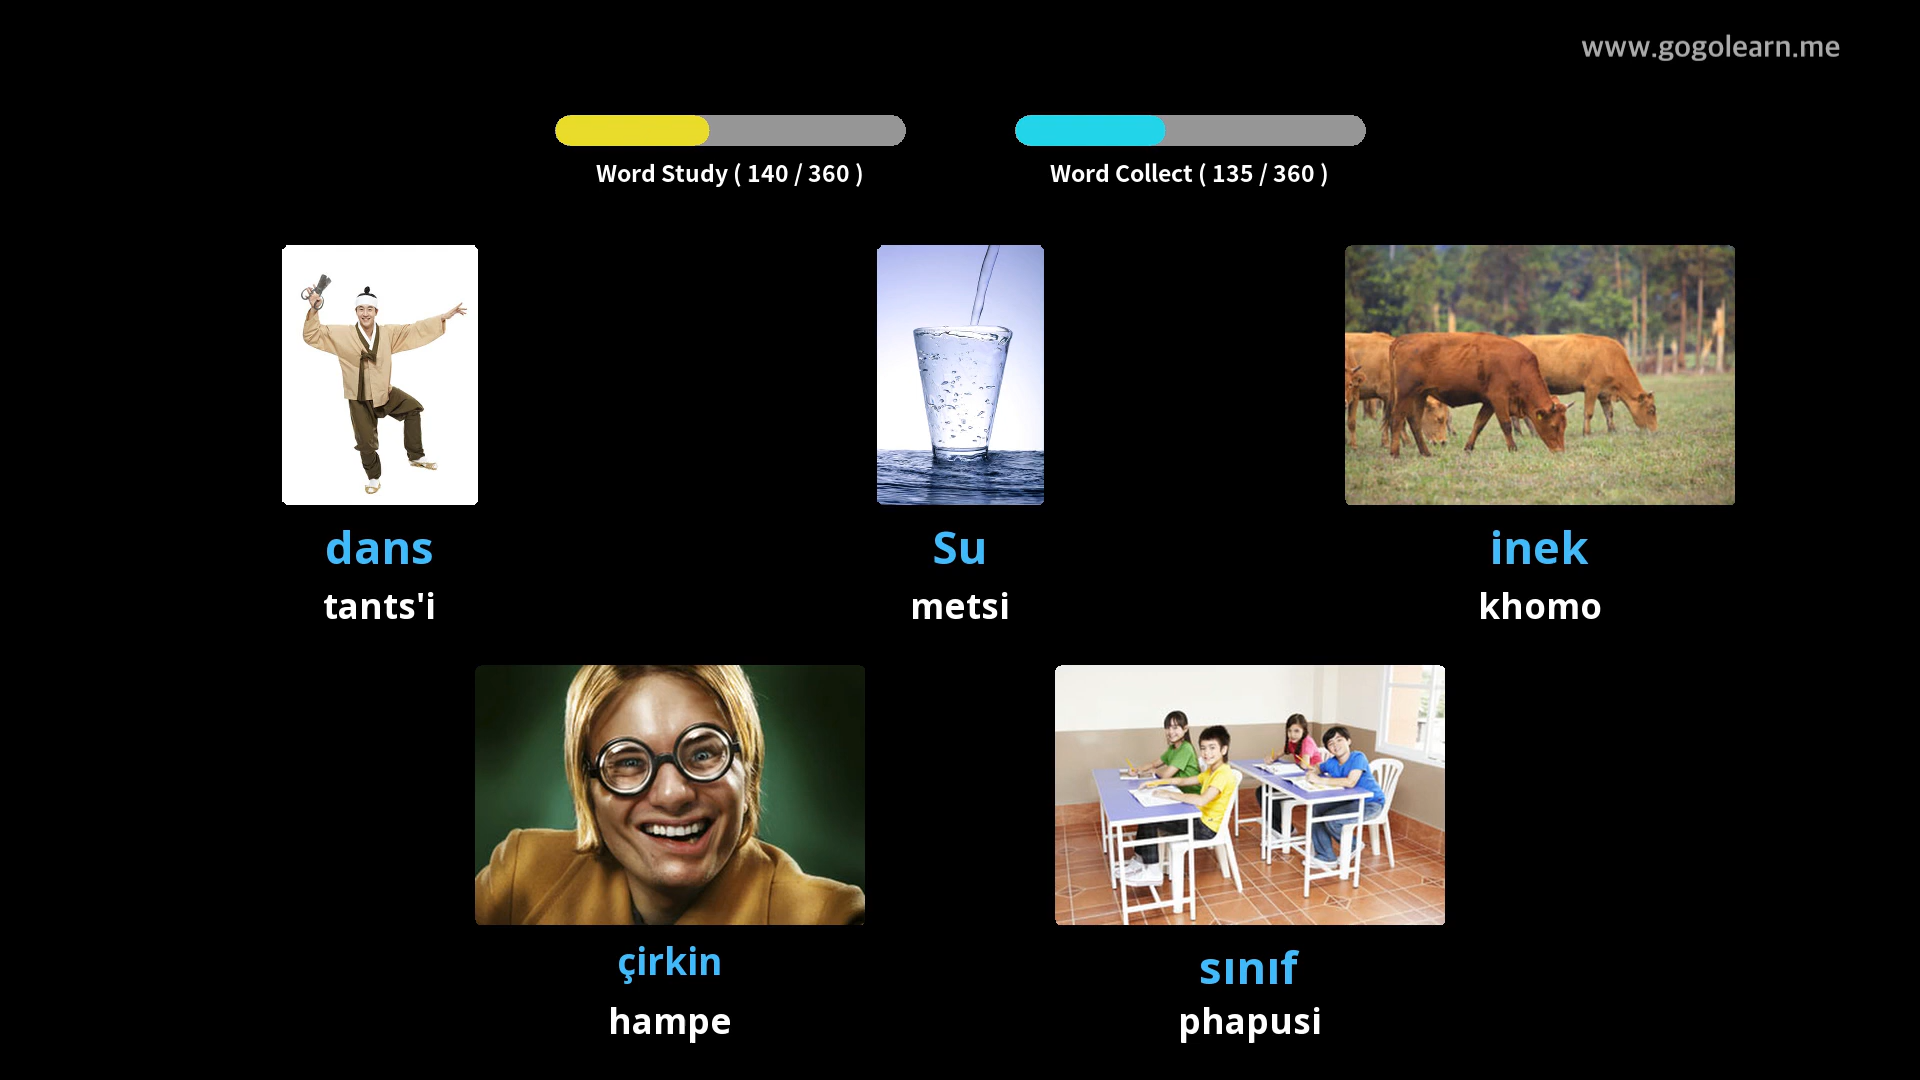 www.gogolearn.me
Word Study ( 140 / 360 )
Word Collect ( 135 / 360 )
dans
tants'i
Su
metsi
inek
khomo
çirkin
hampe
sınıf
phapusi